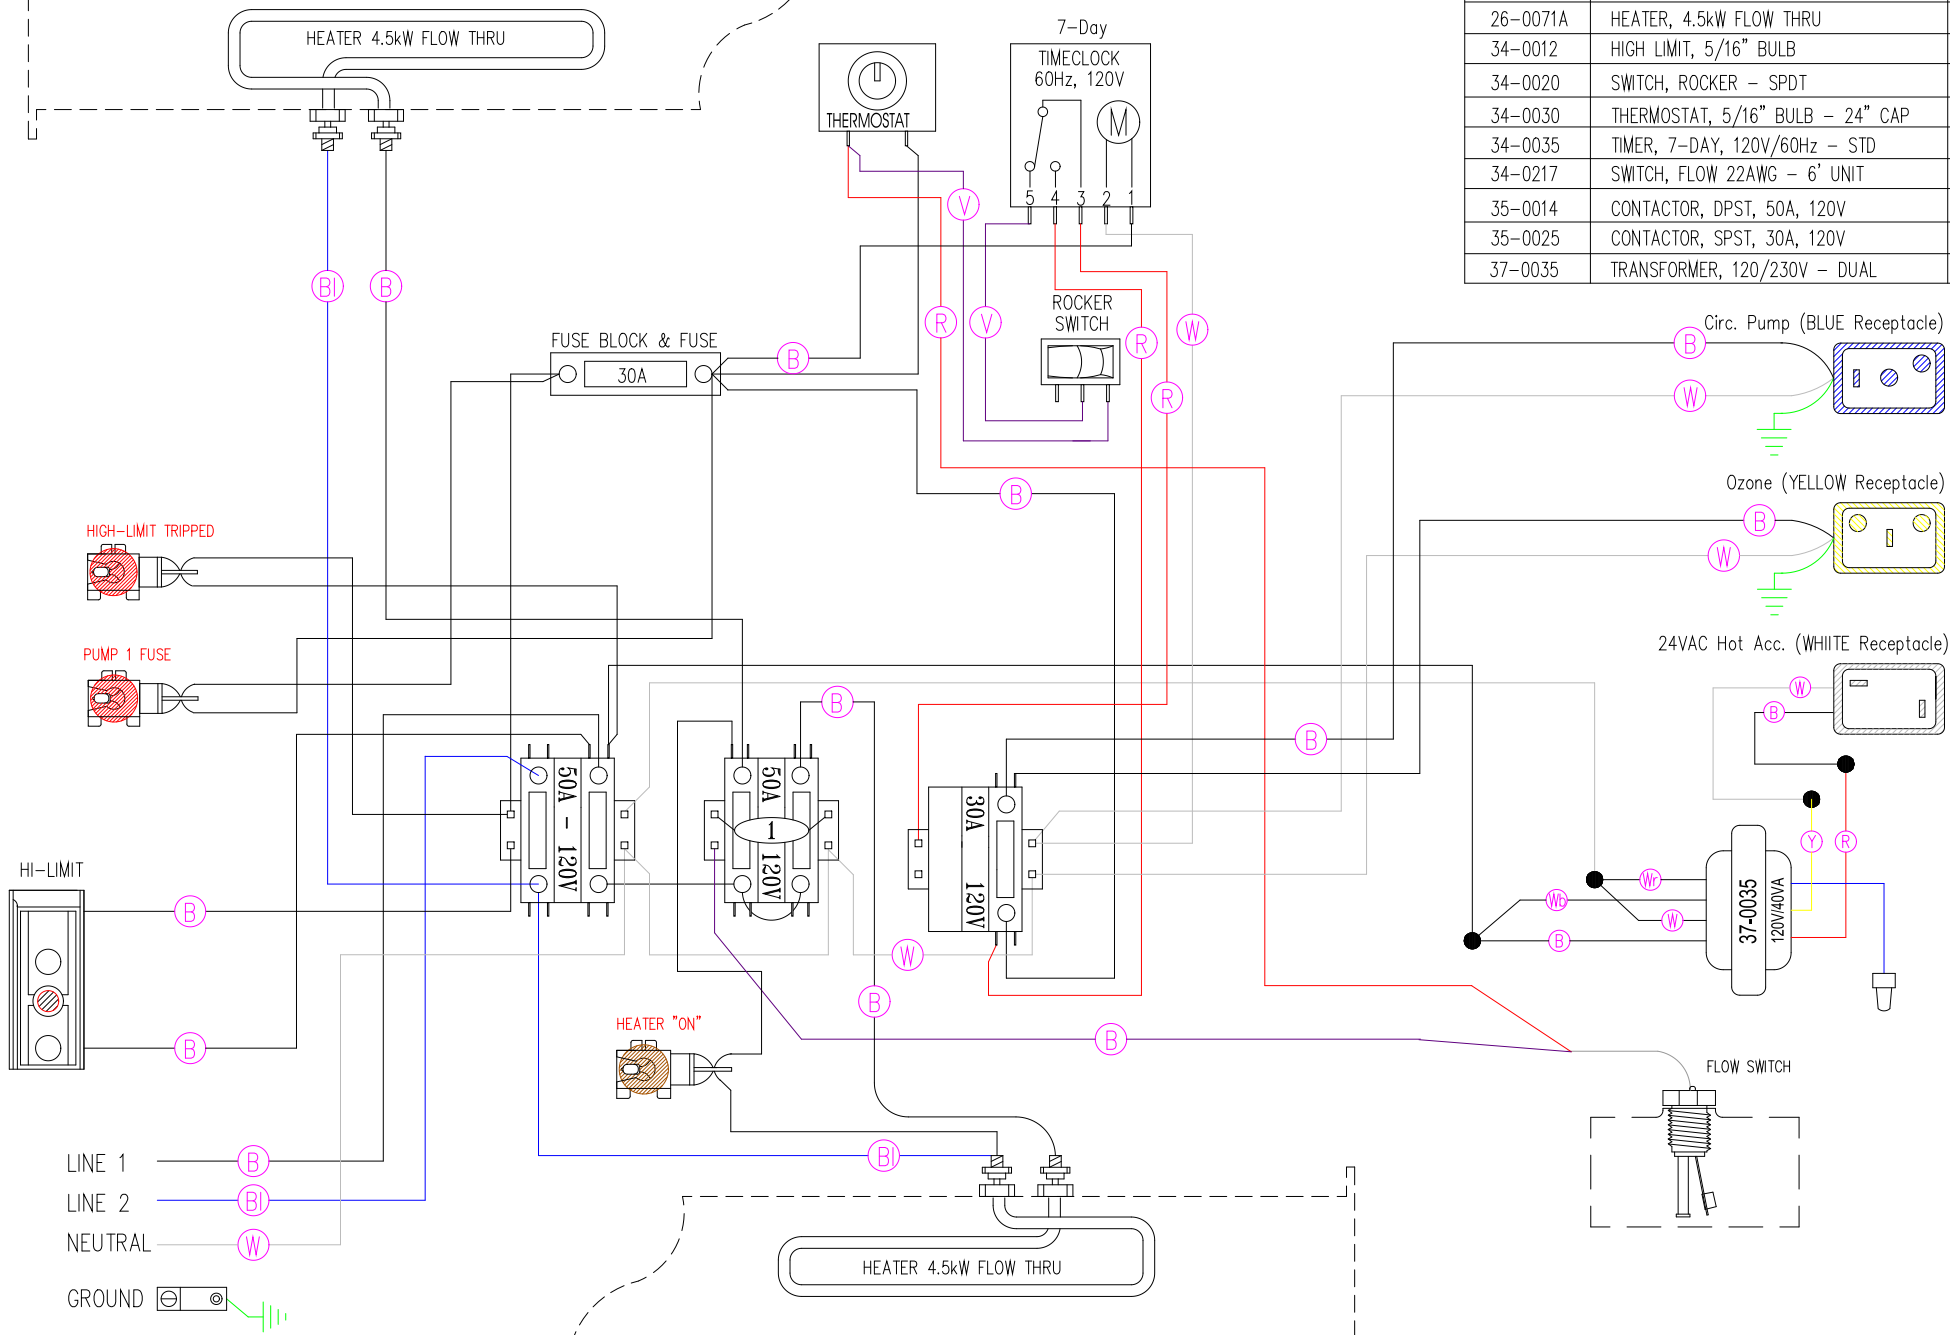 HEATER 4.5kW FLOW THRU
7-Day
TIMECLOCK
60Hz, 120V
M
5 4 3 2 1
THERMOSTAT
26-0071A HEATER, 4.5kW FLOW THRU
34-0012 HIGH LIMIT, 5/16" BULB
34-0020 SWITCH, ROCKER - SPDT
34-0030 THERMOSTAT, 5/16" BULB - 24" CAP
34-0035 TIMER, 7-DAY, 120V/60Hz - STD
34-0217 SWITCH, FLOW 22AWG - 6' UNIT
35-0014 CONTACTOR, DPST, 50A, 120V
35-0025 CONTACTOR, SPST, 30A, 120V
37-0035 TRANSFORMER, 120/230V - DUAL
V
Bl
B
ROCKER
SWITCH
R
V
R
W
R
FUSE BLOCK & FUSE
30A
B
B
Circ. Pump (BLUE Receptacle)
B
W
Ozone (YELLOW Receptacle)
B
W
24VAC Hot Acc. (WHIITE Receptacle)
W
B
HIGH-LIMIT TRIPPED
PUMP 1 FUSE
B
B
50A - 120V
50A 120V
1
30A 120V
Y
R
HI-LIMIT
B
B
Wr
Wb
W
B
37-0035
120V/40VA
W
B
B
HEATER "ON"
FLOW SWITCH
Bl
LINE 1
B
LINE 2
Bl
NEUTRAL
W
GROUND
HEATER 4.5kW FLOW THRU